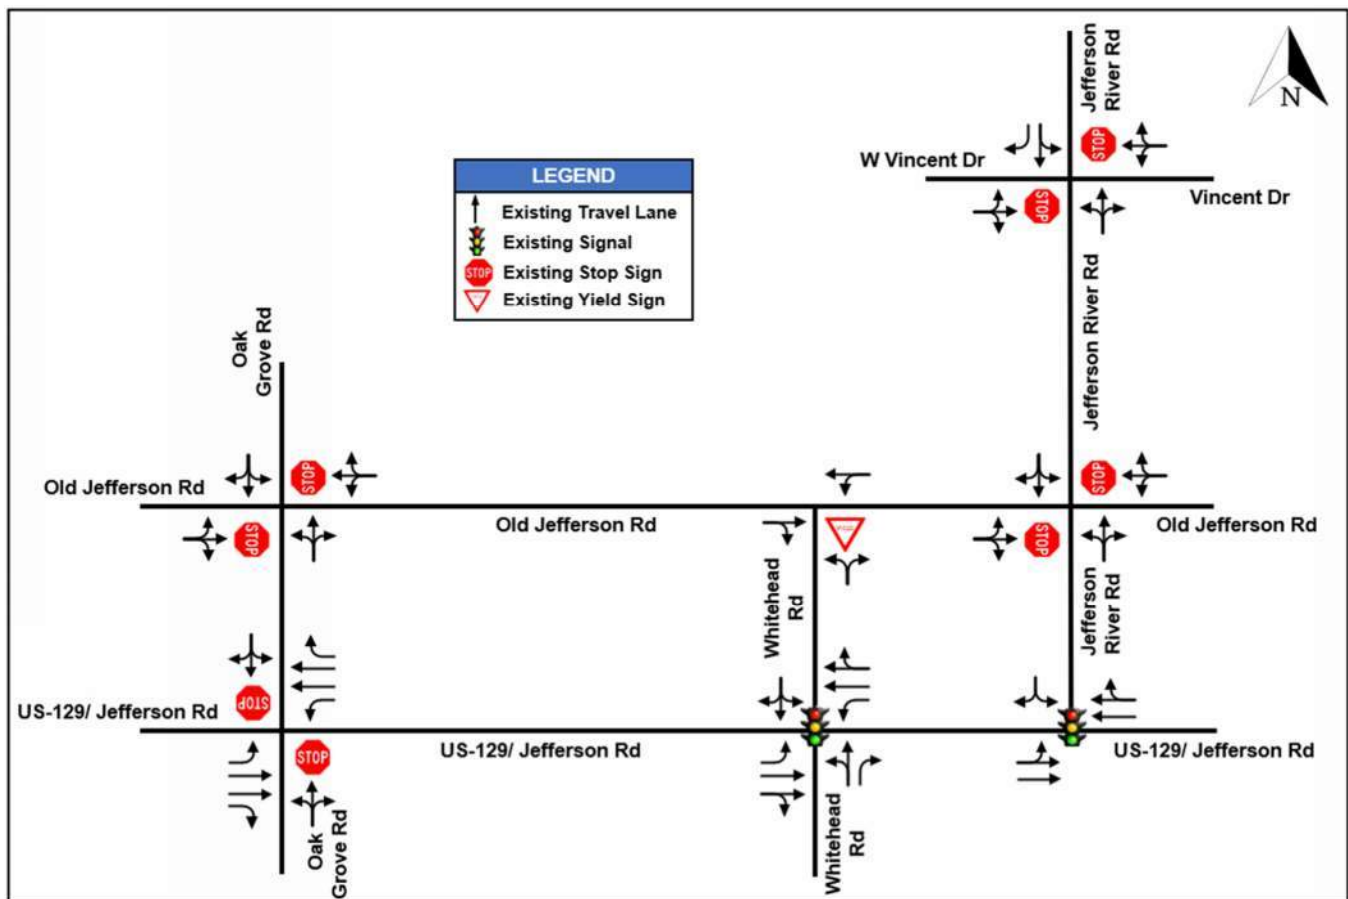 Jefferson
River Rd
N
STOP
W Vincent Dr
Vincent Dr
STOP
LEGEND
Existing Travel Lane
Existing Signal
STOP
Existing Stop Sign
Existing Yield Sign
Oak
Grove Rd
Jefferson River Rd
Old Jefferson Rd
STOP
STOP
Old Jefferson Rd
STOP
STOP
Old Jefferson Rd
STOP
Whitehead
Rd
Jefferson
River Rd
US-129/ Jefferson Rd
STOP
US-129/ Jefferson Rd
US-129/ Jefferson Rd
STOP
Oak
Grove Rd
Whitehead
Rd